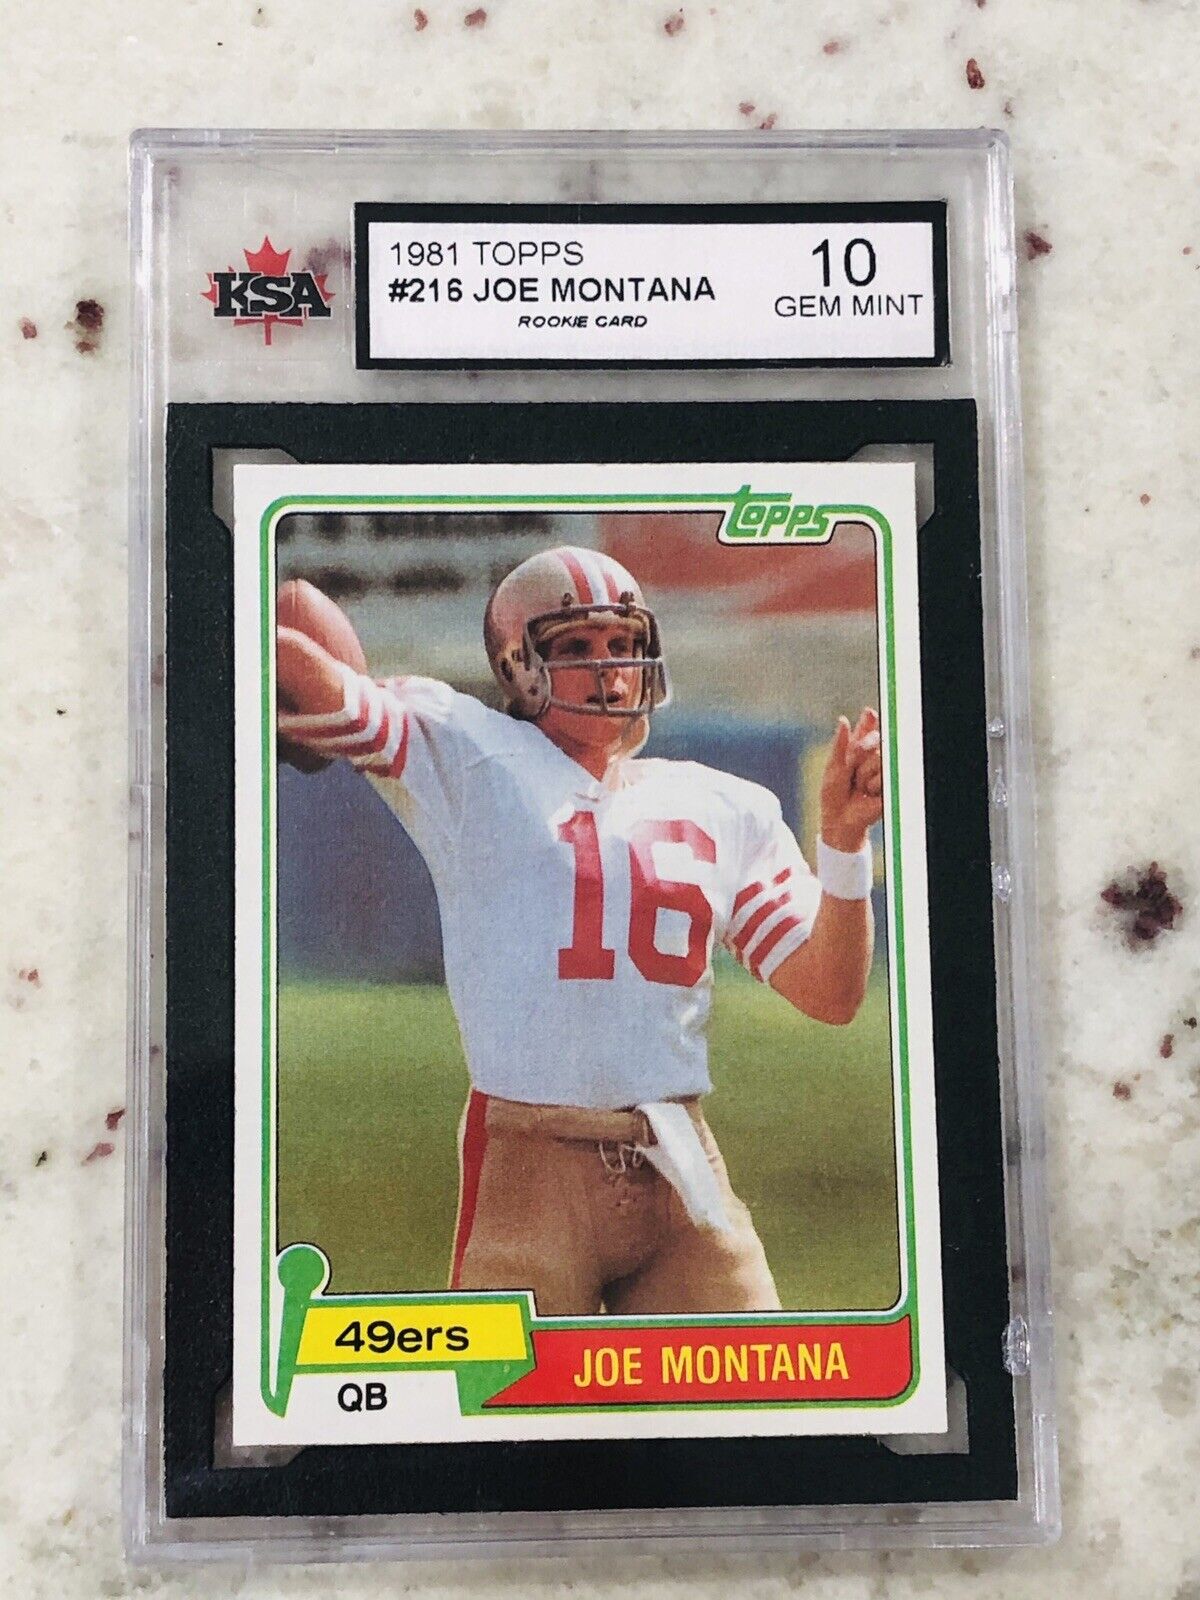 KSA
1981 TOPPS
#216 JOE MONTANA
ROOKIE CARD
10
GEM MINT
topps
16
49ers
QB
JOE MONTANA